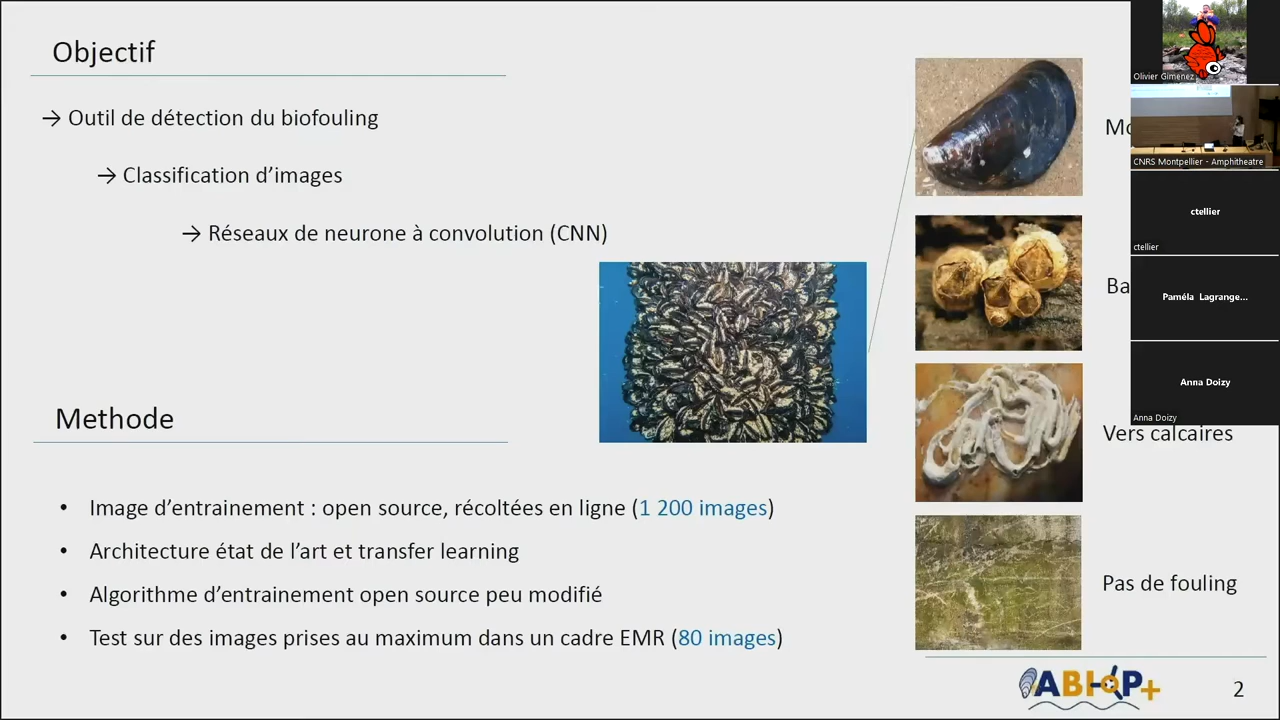 Objectif
→ Outil de détection du biofouling
→ Classification d’images
→ Réseaux de neurone à convolution (CNN)
Methode
• Image d’entrainement : open source, récoltées en ligne (1 200 images)
• Architecture état de l’art et transfer learning
• Algorithme d’entrainement open source peu modifié
• Test sur des images prises au maximum dans un cadre EMR (80 images)
Vers calcaires
Pas de fouling
ABIOP+
2
Olivier Gimenez
CNRS Montpellier - Amphitheatre
ctellier
ctellier
Paméla Lagrange...
Anna Doizy
Anna Doizy